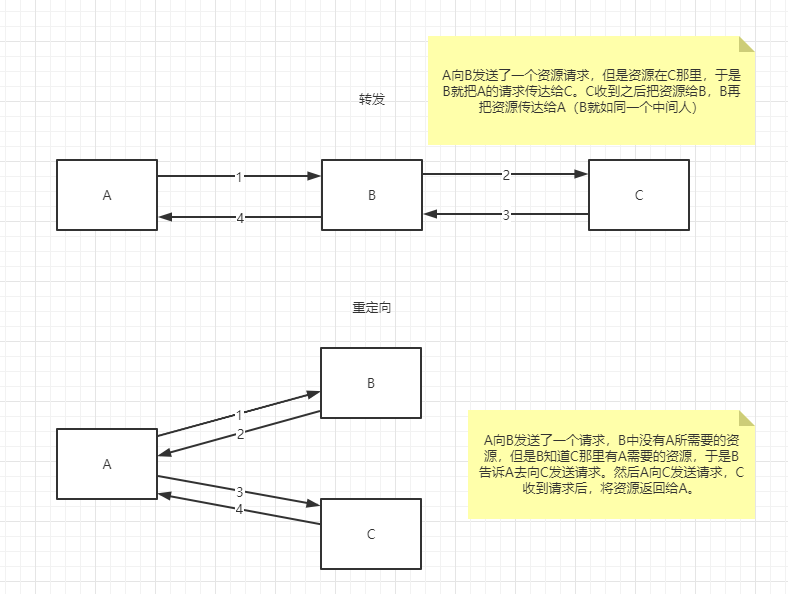 A向B发送了一个资源请求，但是资源在C那里，于是
B就把A的请求传达给C。C收到之后把资源给B，B再
把资源传达给A（B就如同一个中间人）
转发
A
1
4
B
2
3
C
重定向
B
1
2
A
3
4
C
A向B发送了一个请求，B中没有A所需要的资
源，但是B知道C那里有A需要的资源，于是B
告诉A去向C发送请求。然后A向C发送请求，C
收到请求后，将资源返回给A。